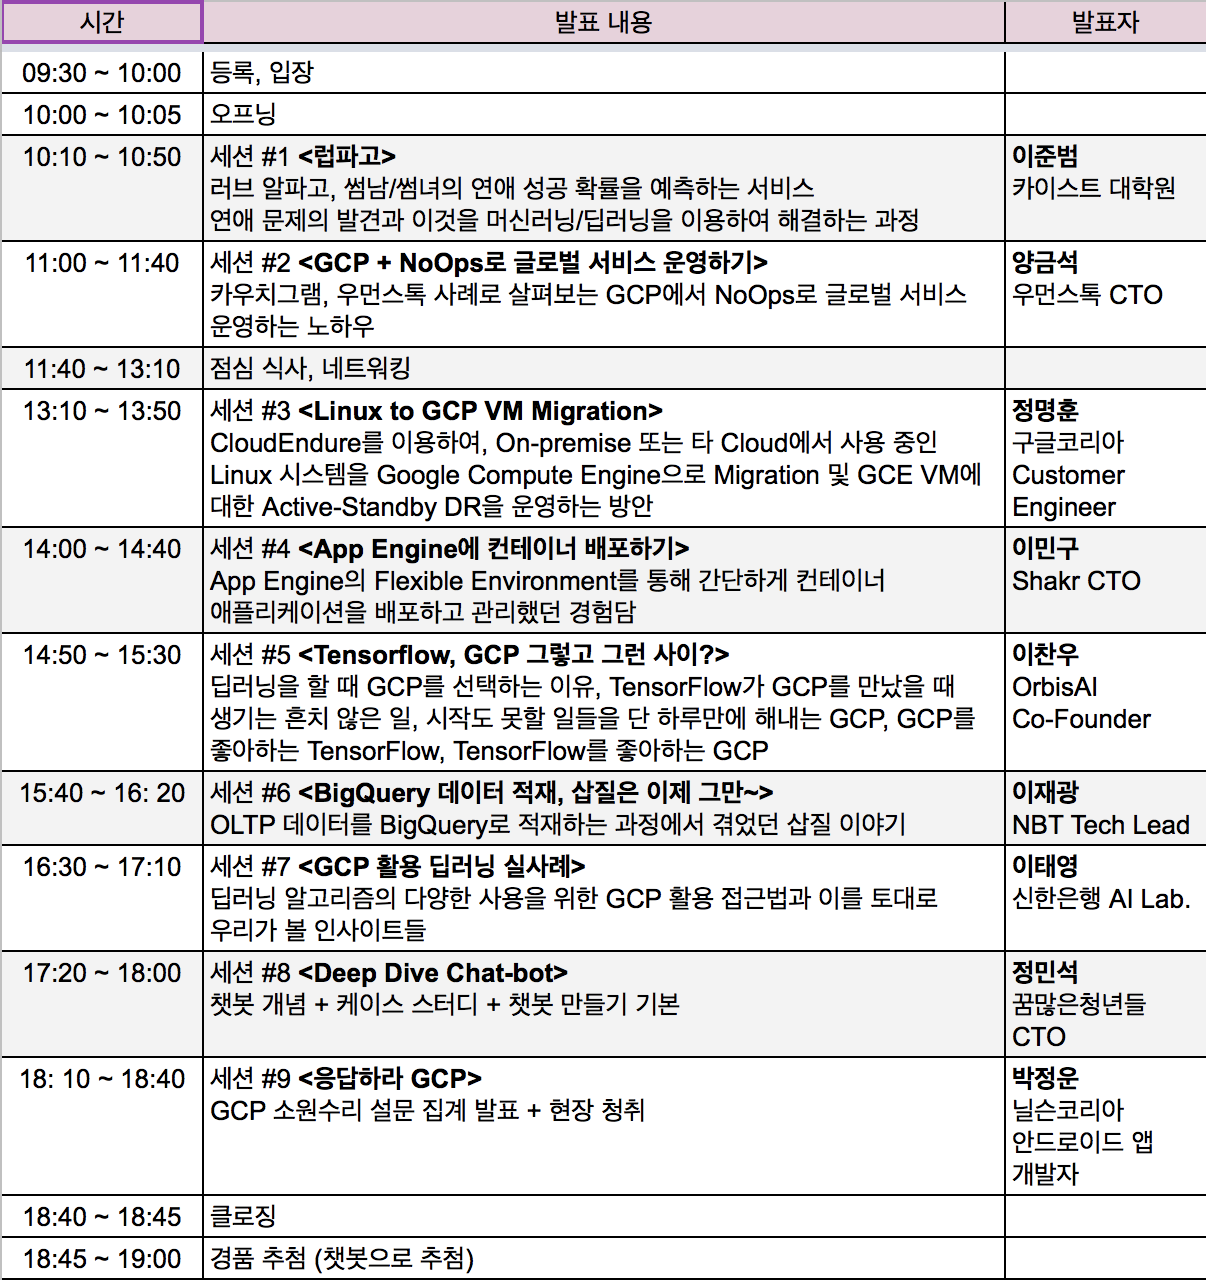 시간 발표 내용 발표자
09:30 ~ 10:00 등록, 입장
10:00 ~ 10:05 오프닝
10:10 ~ 10:50 세션 #1 <럽파고> 이준범
러브 알파고, 썸남/썸녀의 연애 성공 확률을 예측하는 서비스 카이스트 대학원
연애 문제의 발견과 이것을 머신러닝/딥러닝을 이용하여 해결하는 과정
11:00 ~ 11:40 세션 #2 <GCP + NoOps로 글로벌 서비스 운영하기> 양금석
카우치그램, 우먼스톡 사례로 살펴보는 GCP에서 NoOps로 글로벌 서비스 우먼스톡 CTO
운영하는 노하우
11:40 ~ 13:10 점심 식사, 네트워킹
13:10 ~ 13:50 세션 #3 <Linux to GCP VM Migration> 정명훈
CloudEndure를 이용하여, On-premise 또는 타 Cloud에서 사용 중인 구글코리아
Linux 시스템을 Google Compute Engine으로 Migration 및 GCE VM에 Customer
대한 Active-Standby DR을 운영하는 방안 Engineer
14:00 ~ 14:40 세션 #4 <App Engine에 컨테이너 배포하기> 이민구
App Engine의 Flexible Environment를 통해 간단하게 컨테이너 Shakr CTO
애플리케이션을 배포하고 관리했던 경험담
14:50 ~ 15:30 세션 #5 <Tensorflow, GCP 그렇고 그런 사이?> 이찬우
딥러닝을 할 때 GCP를 선택하는 이유, TensorFlow가 GCP를 만났을 때 OrbisAI
생기는 흔치 않은 일, 시작도 못할 일들을 단 하루만에 해내는 GCP, GCP를 Co-Founder
좋아하는 TensorFlow, TensorFlow를 좋아하는 GCP
15:40 ~ 16: 20 세션 #6 <BigQuery 데이터 적재, 삽질은 이제 그만~> 이재광
OLTP 데이터를 BigQuery로 적재하는 과정에서 겪었던 삽질 이야기 NBT Tech Lead
16:30 ~ 17:10 세션 #7 <GCP 활용 딥러닝 실사례> 이태영
딥러닝 알고리즘의 다양한 사용을 위한 GCP 활용 접근법과 이를 토대로 신한은행 AI Lab.
우리가 볼 인사이트들
17:20 ~ 18:00 세션 #8 <Deep Dive Chat-bot> 정민석
챗봇 개념 + 케이스 스터디 + 챗봇 만들기 기본 꿈많은청년들
CTO
18: 10 ~ 18:40 세션 #9 <응답하라 GCP> 박정운
GCP 소원수리 설문 집계 발표 + 현장 청취 닐슨코리아
안드로이드 앱
개발자
18:40 ~ 18:45 클로징
18:45 ~ 19:00 경품 추첨 (챗봇으로 추첨)